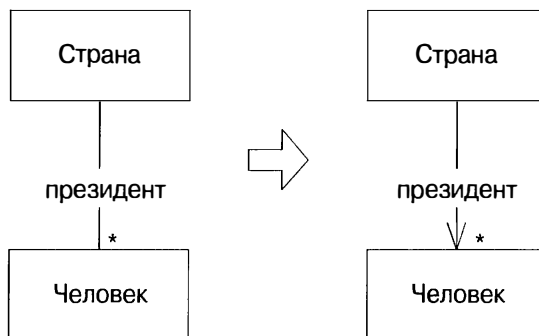 Страна
президент
*
Человек
Страна
президент
*
Человек